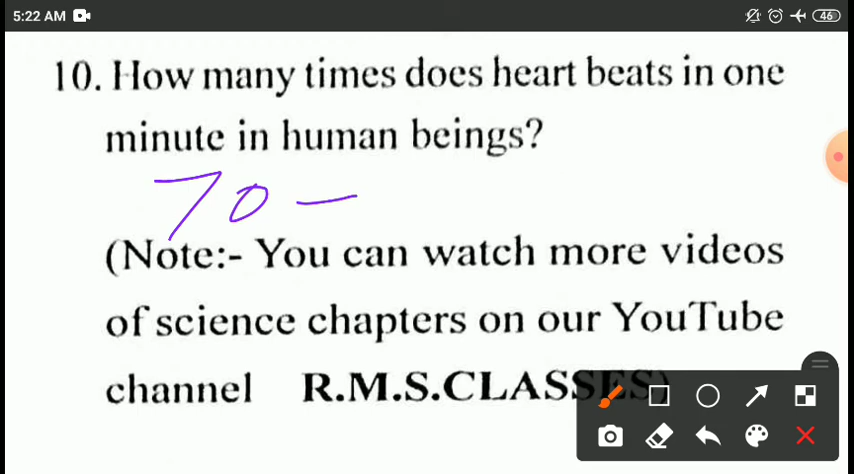 5:22 AM 46
10. How many times does heart beats in one
minute in human beings?
70 –
(Note:- You can watch more videos
of science chapters on our YouTube
channel R.M.S.CLASSES)